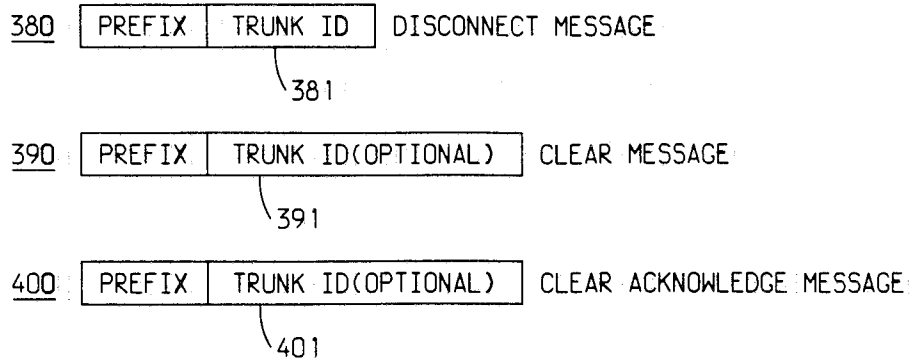 380 PREFIX TRUNK ID DISCONNECT MESSAGE
381
390 PREFIX TRUNK ID(OPTIONAL) CLEAR MESSAGE
391
400 PREFIX TRUNK ID(OPTIONAL) CLEAR ACKNOWLEDGE MESSAGE
401